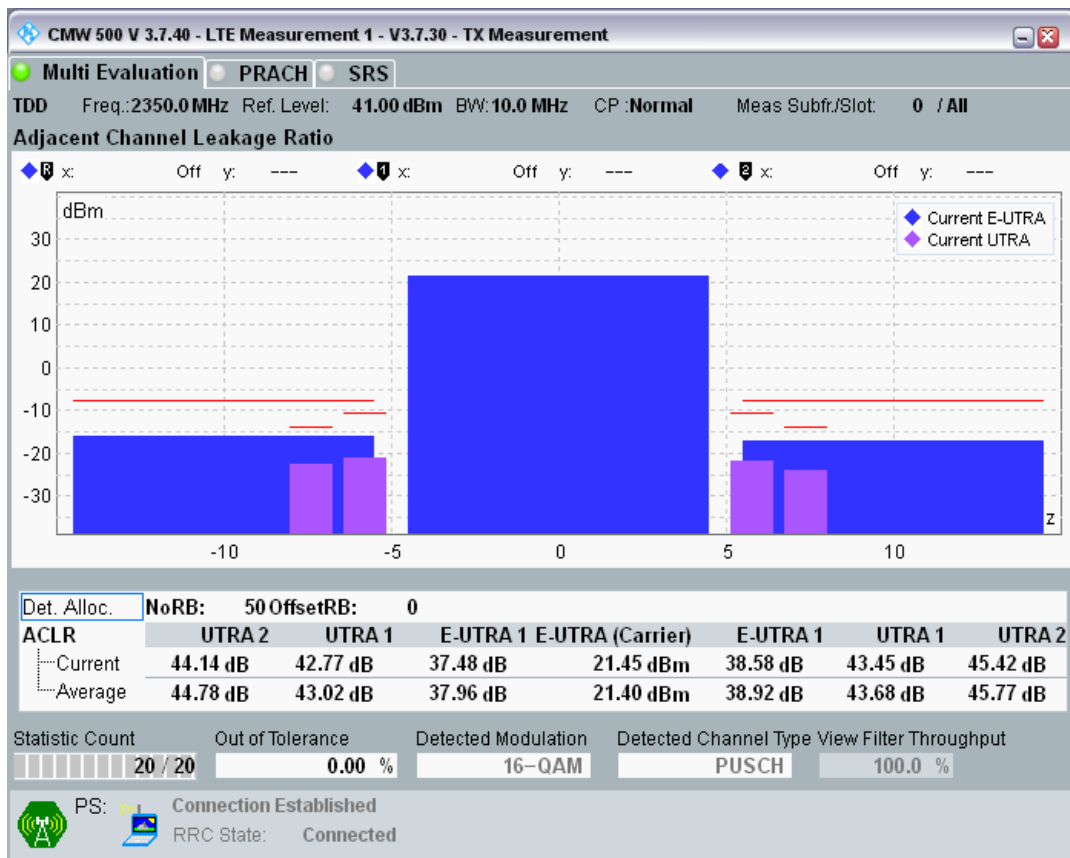 CMW 500 V 3.7.40 - LTE Measurement 1 - V3.7.30 - TX Measurement
Multi Evaluation PRACH SRS
TDD Freq.:2350.0 MHz Ref. Level: 41.00 dBm BW:10.0 MHz CP :Normal Meas Subfr./Slot: 0 / All
Adjacent Channel Leakage Ratio
R x: Off y: --- 1 x: Off y: --- 2 x: Off y: ---
dBm
Current E-UTRA
Current UTRA
30
20
10
0
-10
-20
-30
z
-10 -5 0 5 10
Det. Alloc. NoRB: 50 OffsetRB: 0
ACLR UTRA 2 UTRA 1 E-UTRA 1 E-UTRA (Carrier) E-UTRA 1 UTRA 1 UTRA 2
Current 44.14 dB 42.77 dB 37.48 dB 21.45 dBm 38.58 dB 43.45 dB 45.42 dB
Average 44.78 dB 43.02 dB 37.96 dB 21.40 dBm 38.92 dB 43.68 dB 45.77 dB
Statistic Count Out of Tolerance Detected Modulation Detected Channel Type View Filter Throughput
20 / 20 0.00 % 16-QAM PUSCH 100.0 %
PS: Connection Established
RRC State: Connected